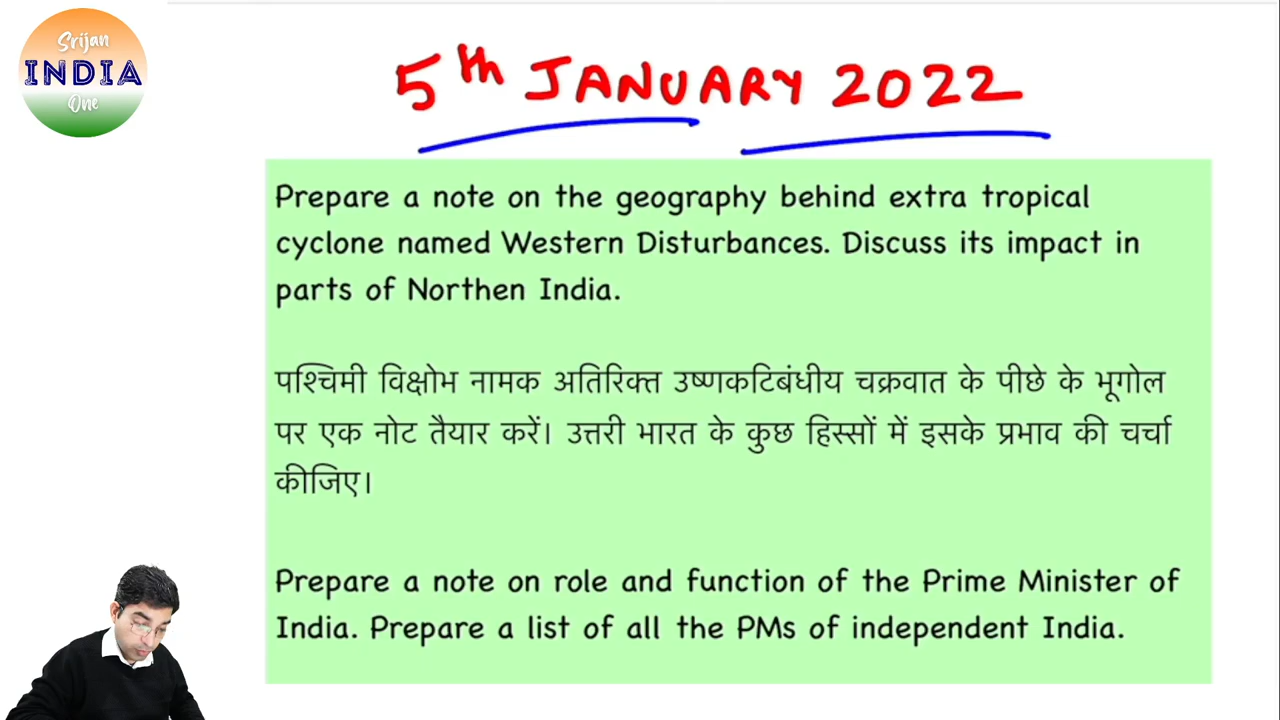 Srijan
INDIA
One
5th JANUARY 2022
Prepare a note on the geography behind extra tropical
cyclone named Western Disturbances. Discuss its impact in
parts of Northen India.
पश्चिमी विक्षोभ नामक अतिरिक्त उष्णकटिबंधीय चक्रवात के पीछे के भूगोल
पर एक नोट तैयार करें। उत्तरी भारत के कुछ हिस्सों में इसके प्रभाव की चर्चा
कीजिए।
Prepare a note on role and function of the Prime Minister of
India. Prepare a list of all the PMs of independent India.